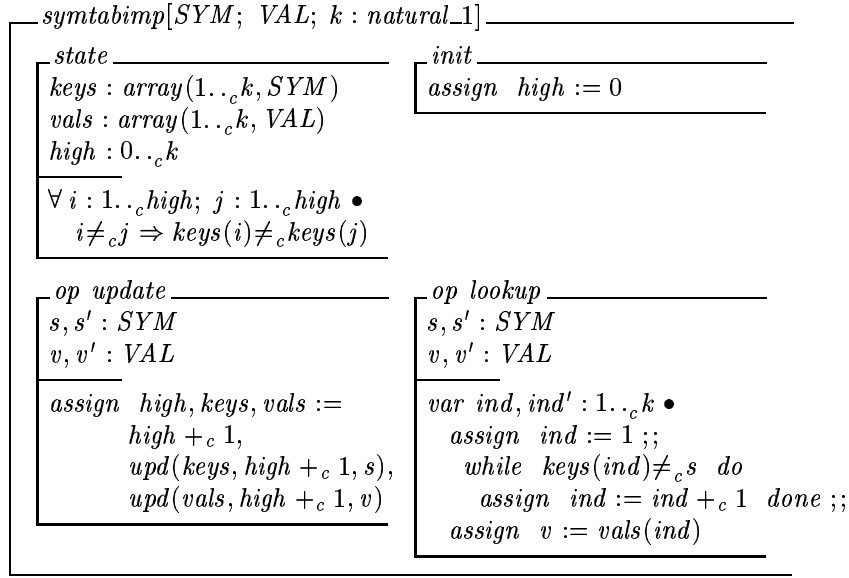 symtabimp[SYM; VAL; k : natural_1]
state
keys : array(1.._c k, SYM)
vals : array(1.._c k, VAL)
high : 0.._c k
∀ i : 1.._c high; j : 1.._c high •
i ≠_c j ⇒ keys(i) ≠_c keys(j)
init
assign high := 0
op update
s, s′ : SYM
v, v′ : VAL
assign high, keys, vals :=
high +_c 1,
upd(keys, high +_c 1, s),
upd(vals, high +_c 1, v)
op lookup
s, s′ : SYM
v, v′ : VAL
var ind, ind′ : 1.._c k •
assign ind := 1 ;;
while keys(ind) ≠_c s do
assign ind := ind +_c 1 done ;;
assign v := vals(ind)